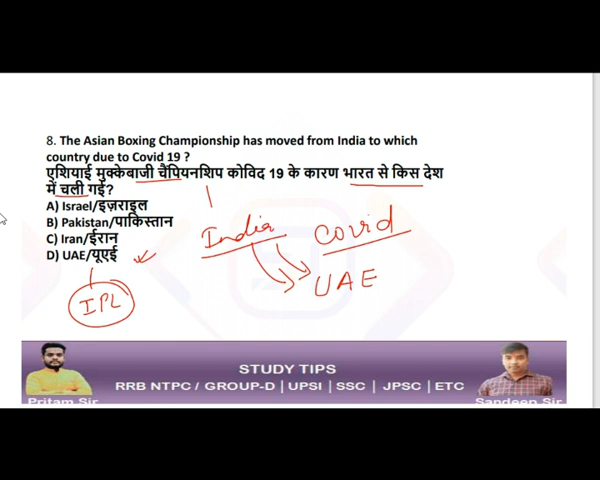 8. The Asian Boxing Championship has moved from India to which
country due to Covid 19 ?
एशियाई मुक्केबाजी चैंपियनशिप कोविद 19 के कारण भारत से किस देश
में चली गई?
A) Israel/इज़राइल
B) Pakistan/पाकिस्तान
C) Iran/ईरान
D) UAE/यूएई
India
Covid
UAE
IPL
STUDY TIPS
RRB NTPC / GROUP-D | UPSI | SSC | JPSC | ETC
Pritam Sir
Sandeep Sir